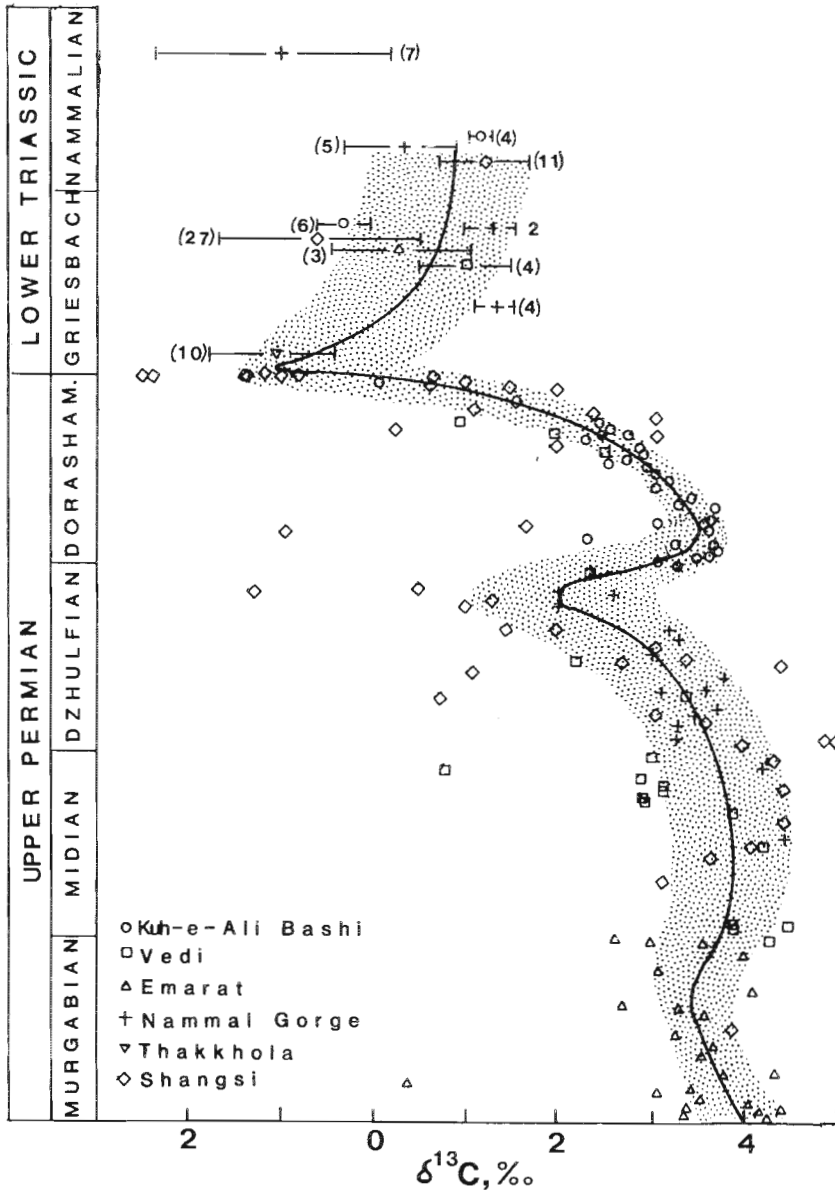 LOWER TRIASSIC
NAMMALIAN
GRIESBACH
UPPER PERMIAN
DORASHAM.
DZHULFIAN
MIDIAN
MURGABIAN
(7)
(4)
(5)
(11)
(6)
2
(27)
(3)
(4)
(4)
(10)
Kuh-e-Ali Bashi
Vedi
Emarat
Nammal Gorge
Thakkhola
Shangsi
2 0 2 4
δ13C, ‰